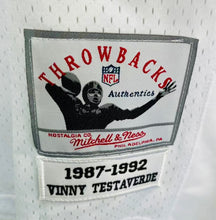 THROWBACKS
NFL
Authentics
NOSTALGIA CO.
Mitchell & Ness
PHILADELPHIA, PA
1987-1992
VINNY TESTAVERDE